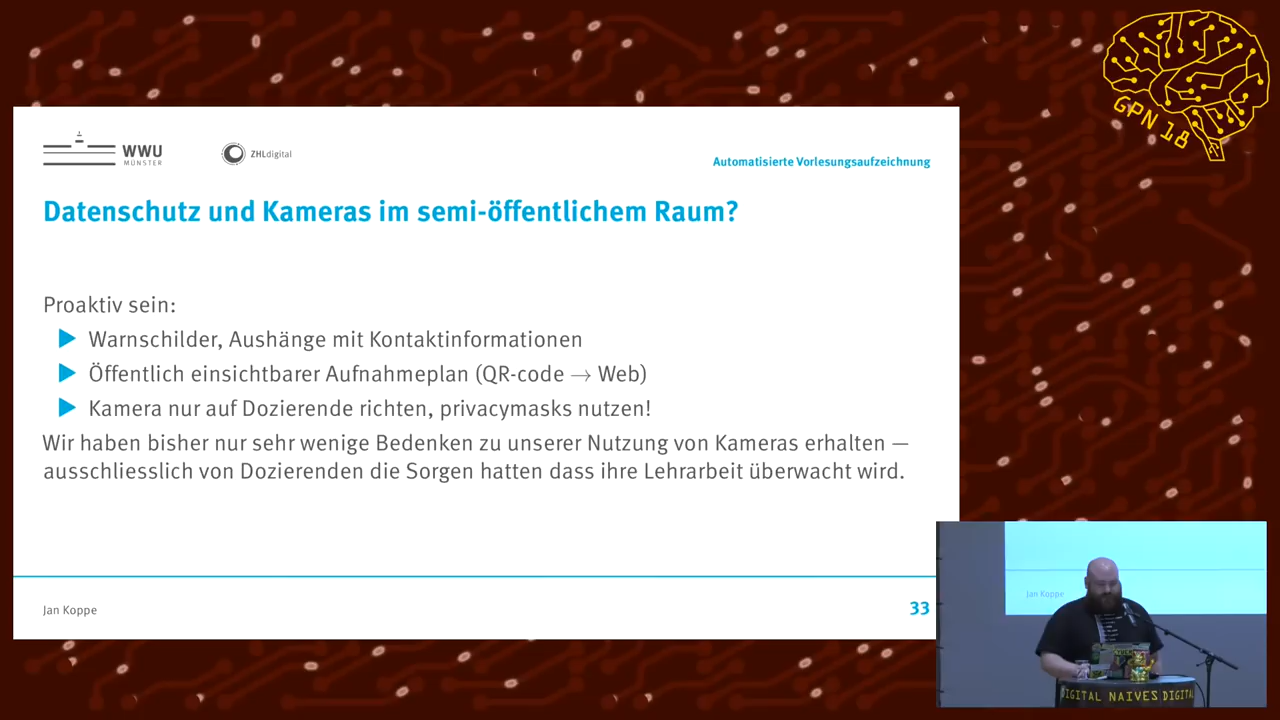 GPN 18
WWU
MÜNSTER
ZHLdigital
Automatisierte Vorlesungsaufzeichnung
Datenschutz und Kameras im semi-öffentlichem Raum?
Proaktiv sein:
Warnschilder, Aushänge mit Kontaktinformationen
Öffentlich einsichtbarer Aufnahmeplan (QR-code → Web)
Kamera nur auf Dozierende richten, privacymasks nutzen!
Wir haben bisher nur sehr wenige Bedenken zu unserer Nutzung von Kameras erhalten —
ausschliesslich von Dozierenden die Sorgen hatten dass ihre Lehrarbeit überwacht wird.
Jan Koppe
33
Jan Koppe
DIGITAL NAIVES DIGITAL